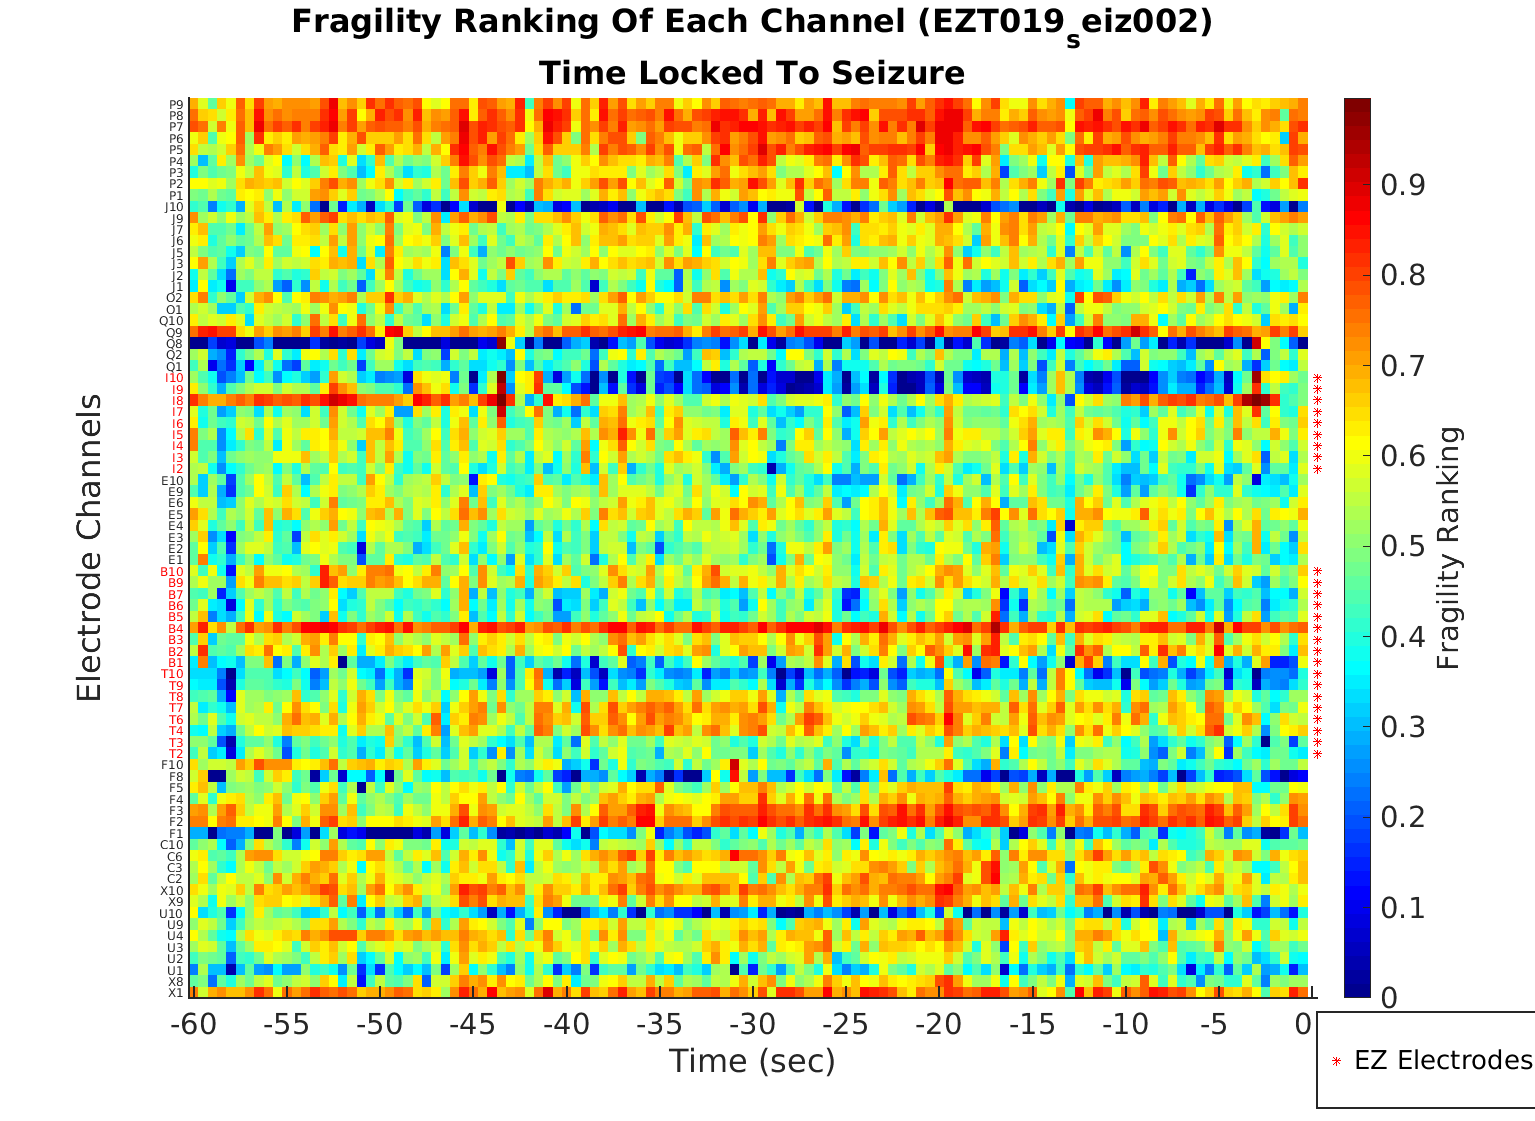 Fragility Ranking Of Each Channel (EZT019seiz002)
Time Locked To Seizure
Electrode Channels
P9
P8
P7
P6
P5
P4
P3
P2
P1
J10
J9
J7
J6
J5
J3
J2
J1
O2
O1
Q10
Q9
Q8
Q2
Q1
I10
I9
I8
I7
I6
I5
I4
I3
I2
E10
E9
E6
E5
E4
E3
E2
E1
B10
B9
B7
B6
B5
B4
B3
B2
B1
T10
T9
T8
T7
T6
T4
T3
T2
F10
F8
F5
F4
F3
F2
F1
C10
C6
C3
C2
X10
X9
U10
U9
U4
U3
U2
U1
X8
X1
-60 -55 -50 -45 -40 -35 -30 -25 -20 -15 -10 -5 0
Time (sec)
0.9
0.8
0.7
0.6
0.5
0.4
0.3
0.2
0.1
0
Fragility Ranking
EZ Electrodes